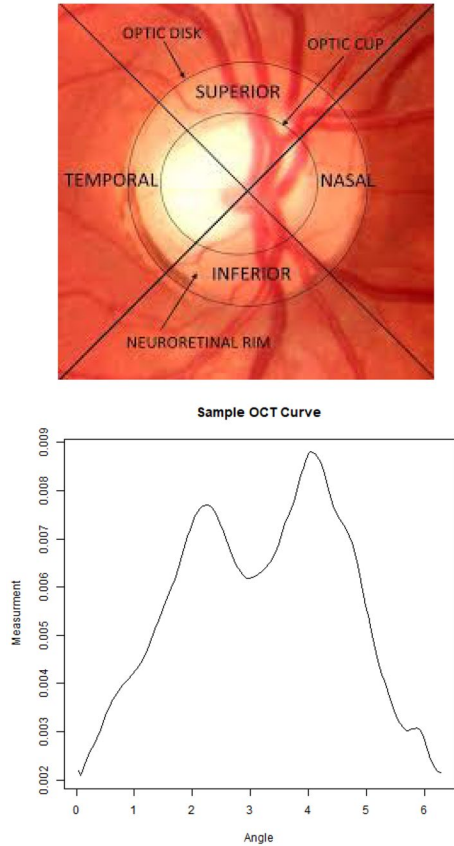 OPTIC DISK
OPTIC CUP
SUPERIOR
TEMPORAL
NASAL
INFERIOR
NEURORETINAL RIM
Sample OCT Curve
Measurment
0.002 0.003 0.004 0.005 0.006 0.007 0.008 0.009
0 1 2 3 4 5 6
Angle